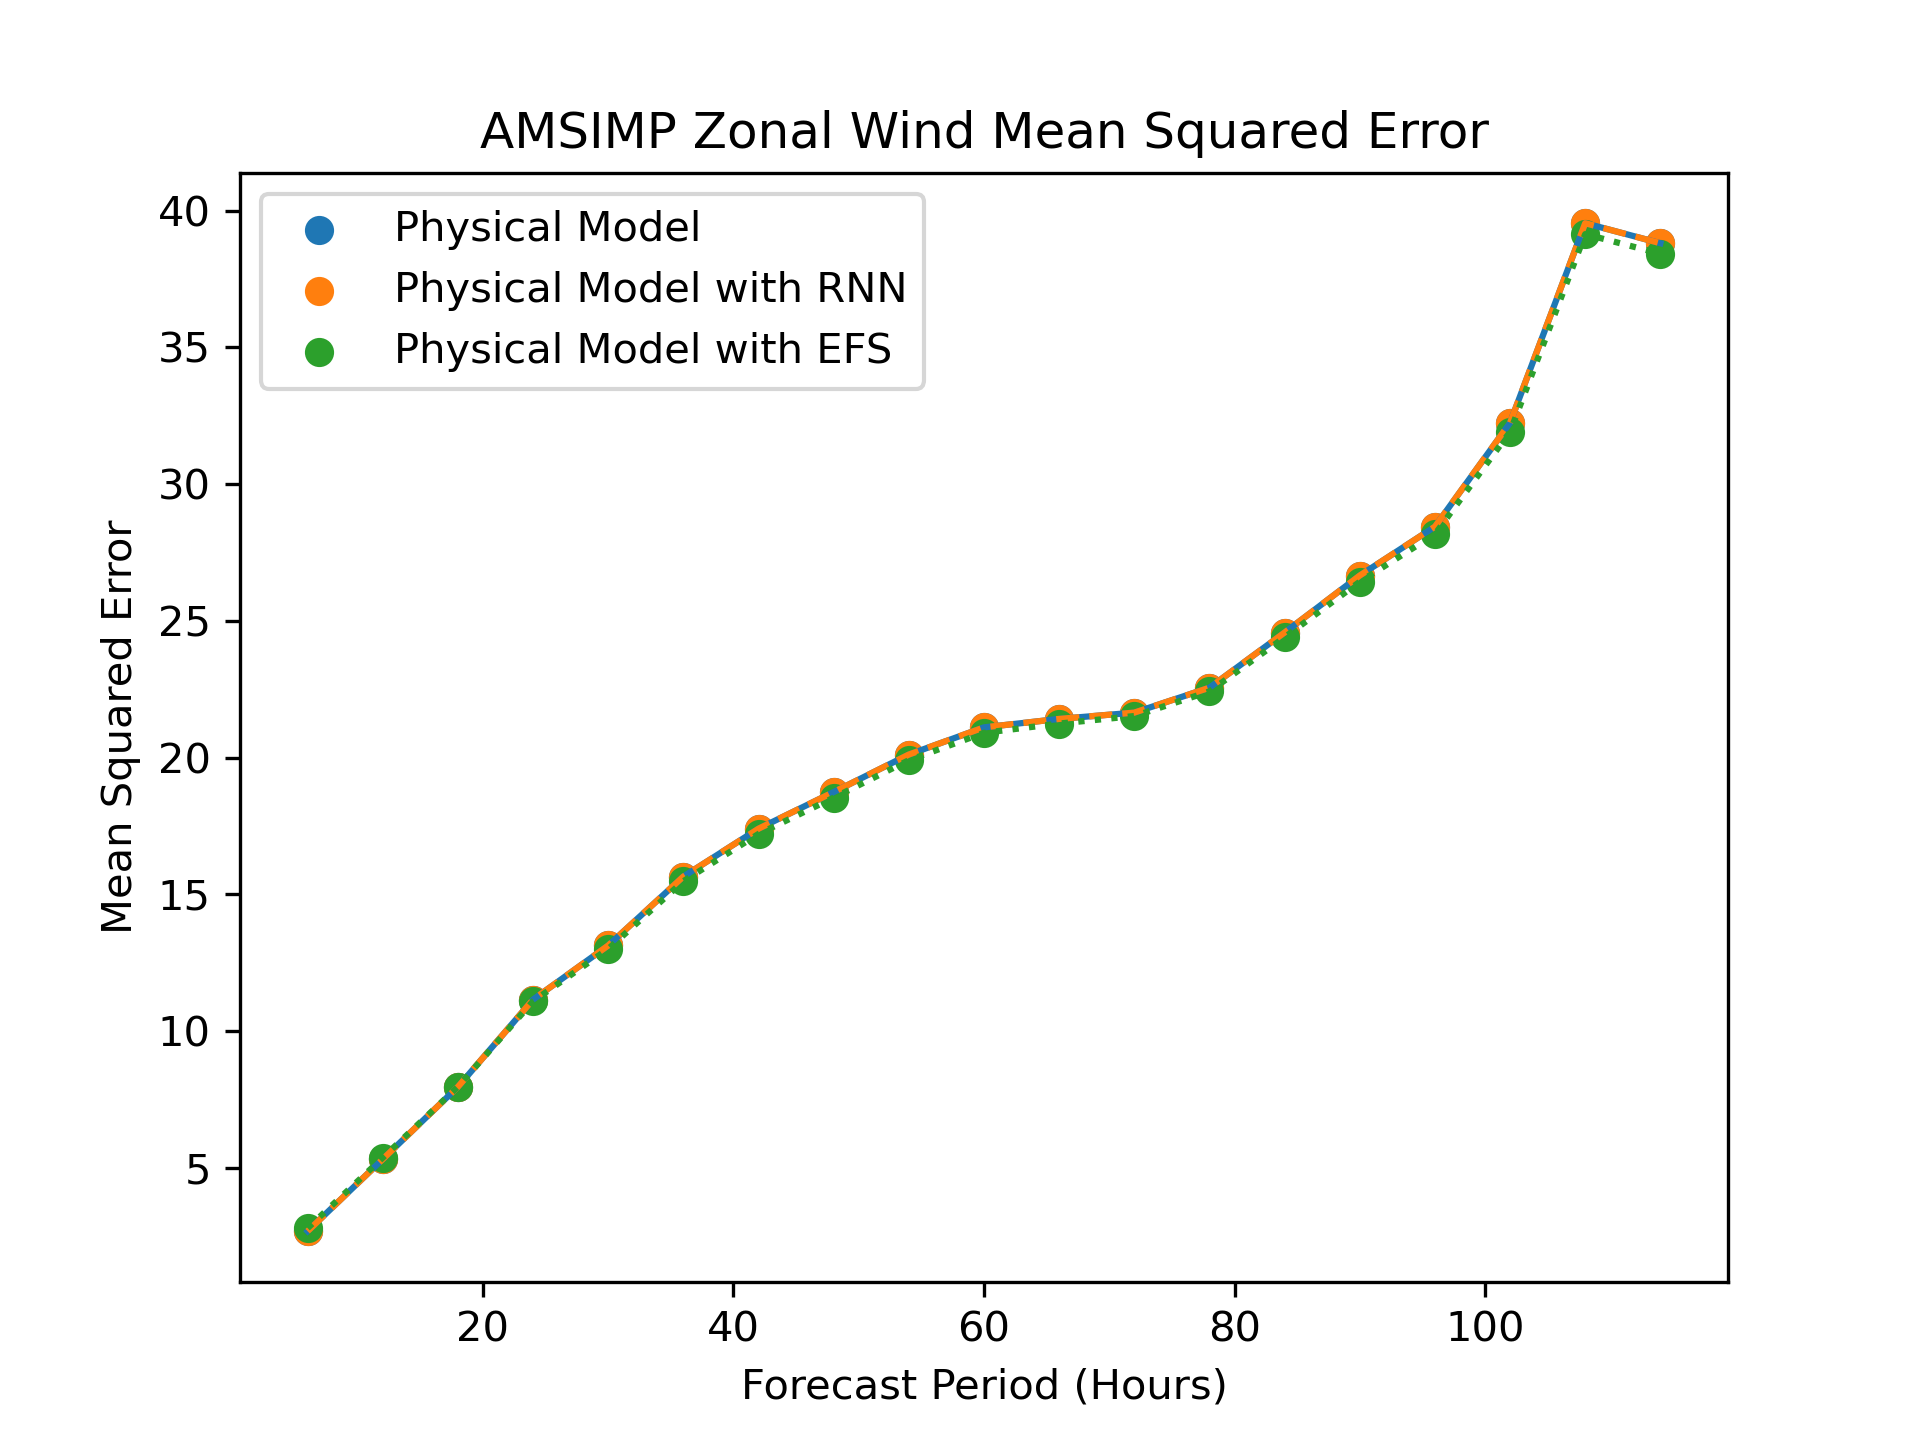 AMSIMP Zonal Wind Mean Squared Error
Physical Model
Physical Model with RNN
Physical Model with EFS
Mean Squared Error
40
35
30
25
20
15
10
5
20 40 60 80 100
Forecast Period (Hours)